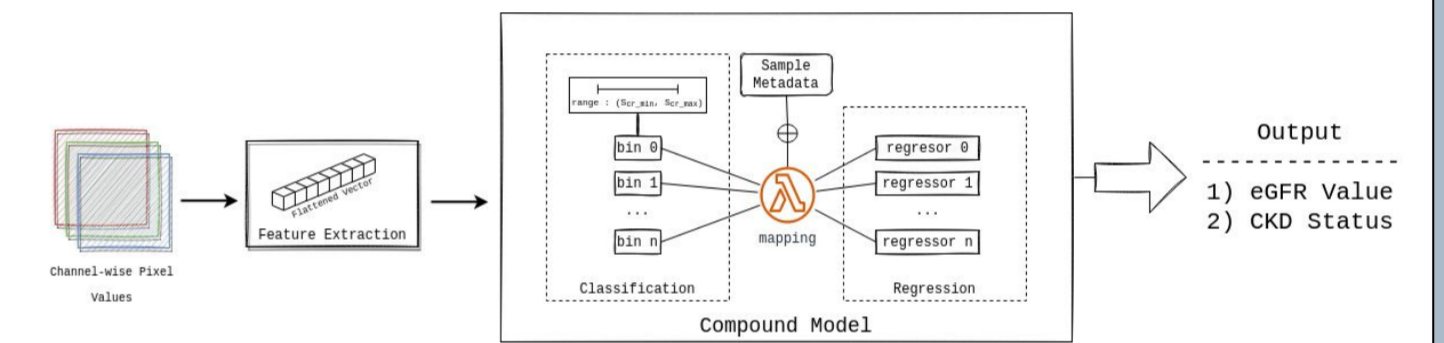 Channel-wise Pixel
Values
Flattened Vector
Feature Extraction
range : (Scr_min, Scr_max)
bin 0
bin 1
...
bin n
Classification
Sample
Metadata
λ
mapping
regresor 0
regressor 1
...
regressor n
Regression
Compound Model
Output
1) eGFR Value
2) CKD Status